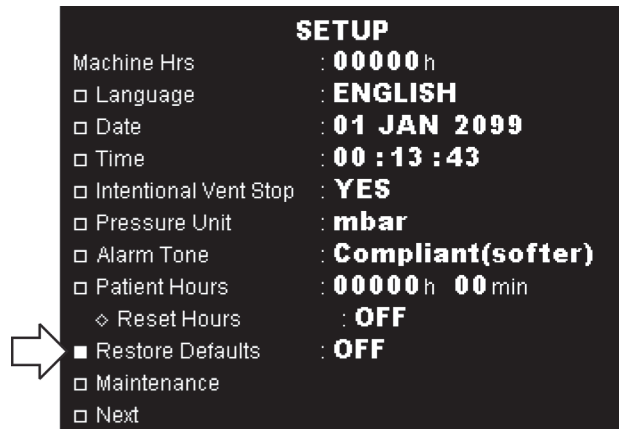 SETUP
Machine Hrs : 00000 h
Language : ENGLISH
Date : 01 JAN 2099
Time : 00 : 13 : 43
Intentional Vent Stop : YES
Pressure Unit : mbar
Alarm Tone : Compliant(softer)
Patient Hours : 00000 h 00 min
Reset Hours : OFF
Restore Defaults : OFF
Maintenance
Next